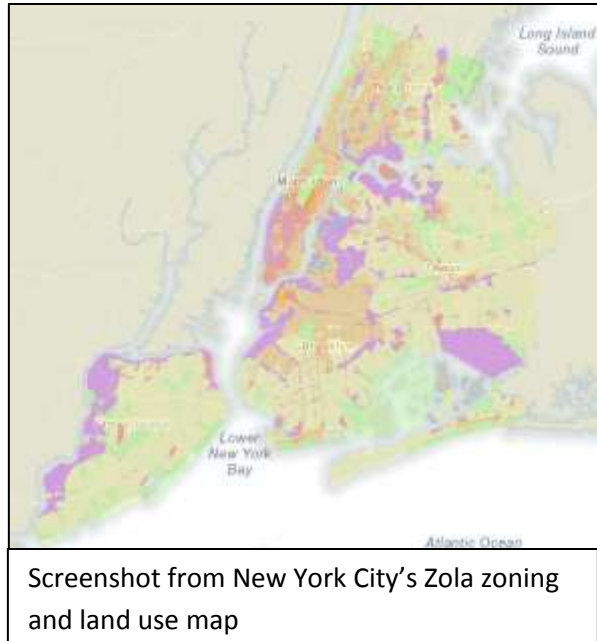 Long Island
Sound
Lower
New York
Bay
Atlantic Ocean
Screenshot from New York City's Zola zoning
and land use map